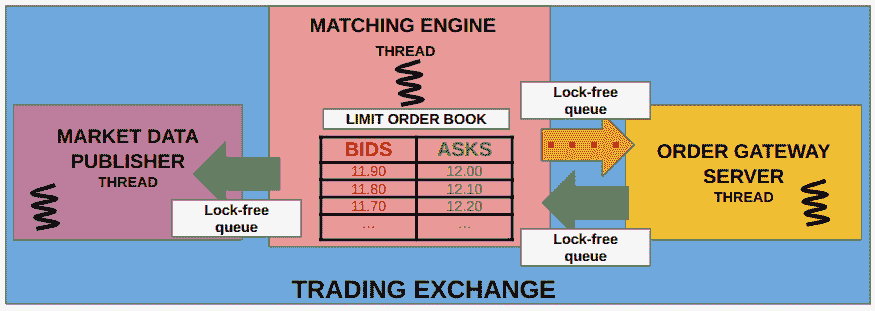 MATCHING ENGINE
THREAD
LIMIT ORDER BOOK
BIDS ASKS
11.90 12.00
11.80 12.10
11.70 12.20
... ...
MARKET DATA
PUBLISHER
THREAD
Lock-free
queue
Lock-free
queue
ORDER GATEWAY
SERVER
THREAD
Lock-free
queue
TRADING EXCHANGE